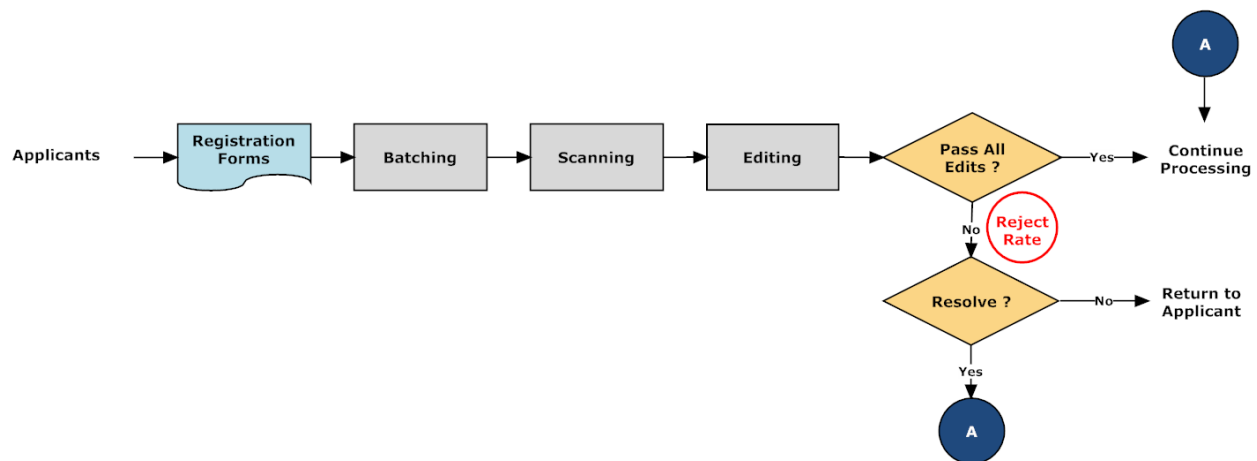 A
Applicants
Registration
Forms
Batching
Scanning
Editing
Pass All
Edits ?
Yes
Continue
Processing
No
Reject
Rate
Resolve ?
No
Return to
Applicant
Yes
A